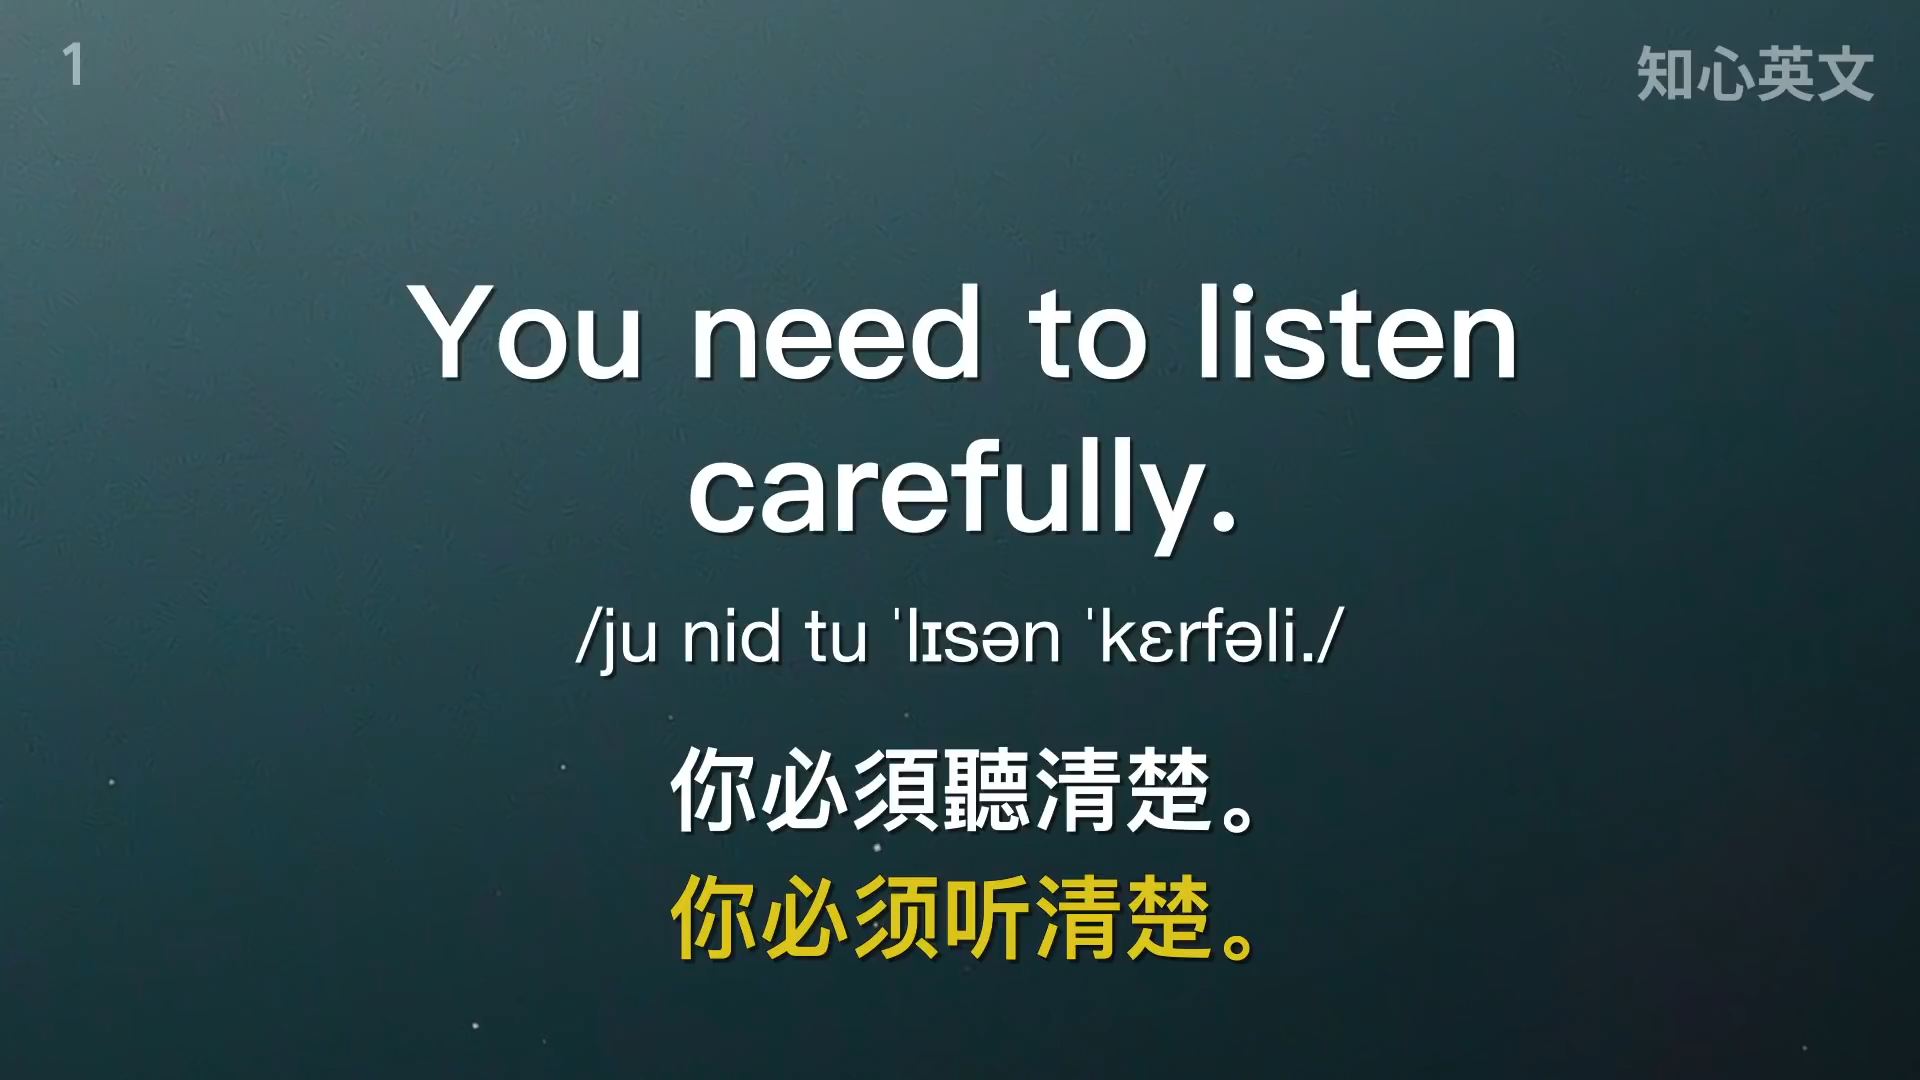 1
知心英文
You need to listen
carefully.
/ju nid tu ˈlɪsən ˈkɛrfəli./
你必須聽清楚。
你必须听清楚。